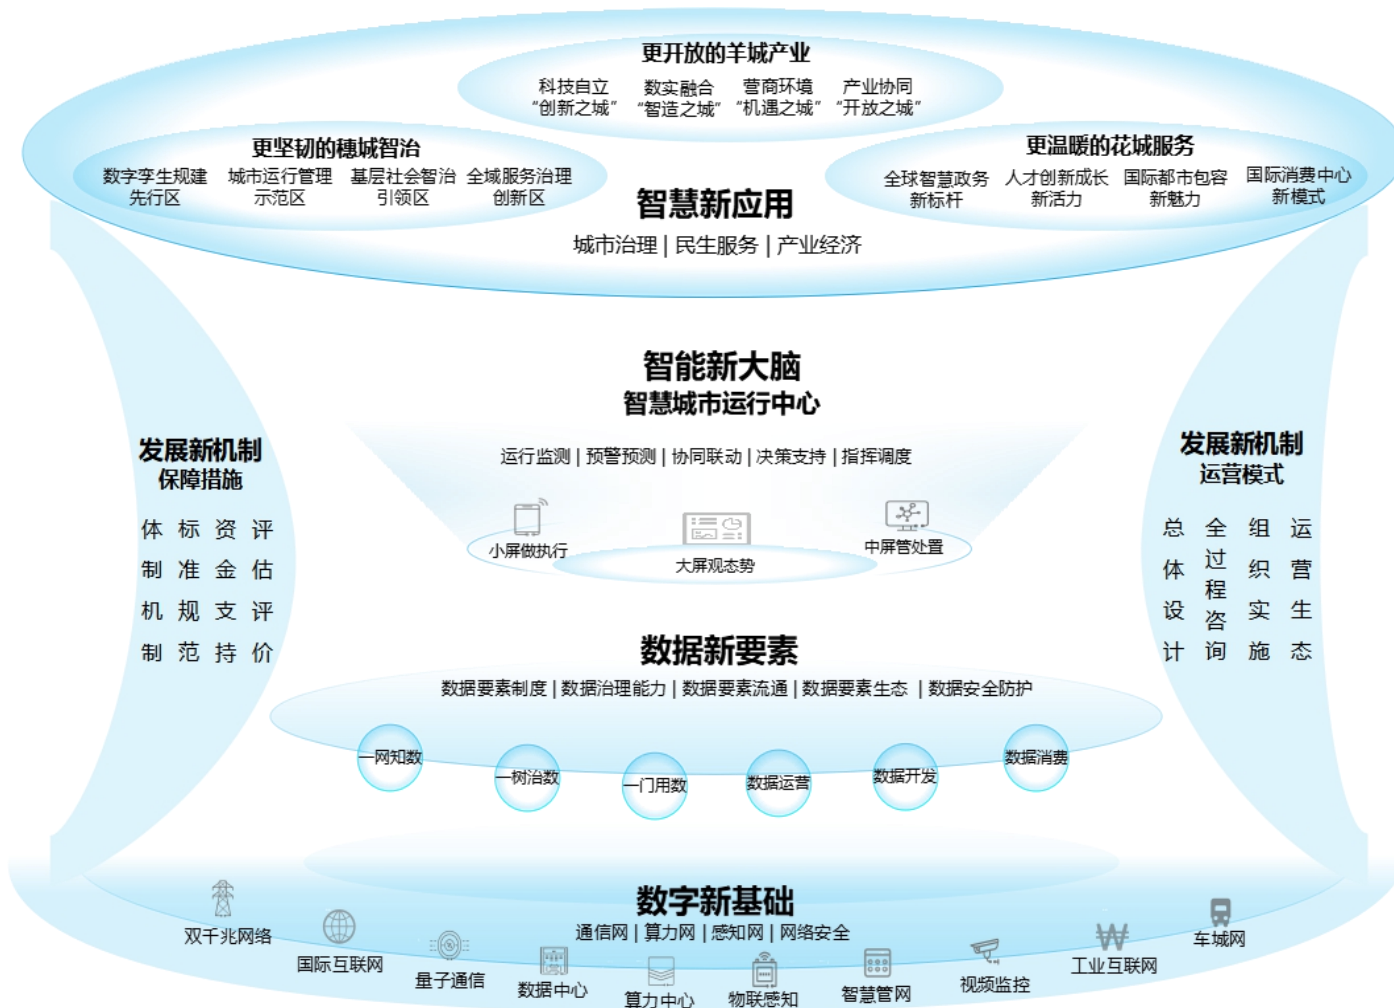 更开放的羊城产业
科技自立
“创新之城”
数实融合
“智造之城”
营商环境
“机遇之城”
产业协同
“开放之城”
更坚韧的穗城智治
数字孪生规建
先行区
城市运行管理
示范区
基层社会智治
引领区
全域服务治理
创新区
更温暖的花城服务
全球智慧政务
新标杆
人才创新成长
新活力
国际都市包容
新魅力
国际消费中心
新模式
智慧新应用
城市治理 | 民生服务 | 产业经济
智能新大脑
智慧城市运行中心
运行监测 | 预警预测 | 协同联动 | 决策支持 | 指挥调度
小屏做执行
大屏观态势
中屏管处置
发展新机制
保障措施
体制机制
标准规范
资金支持
评估评价
发展新机制
运营模式
总体设计
全过程咨询
组织实施
运营生态
数据新要素
数据要素制度 | 数据治理能力 | 数据要素流通 | 数据要素生态 | 数据安全防护
一网知数
一树治数
一门用数
数据运营
数据开发
数据消费
数字新基础
通信网 | 算力网 | 感知网 | 网络安全
双千兆网络
国际互联网
量子通信
数据中心
算力中心
物联感知
智慧管网
视频监控
工业互联网
车城网